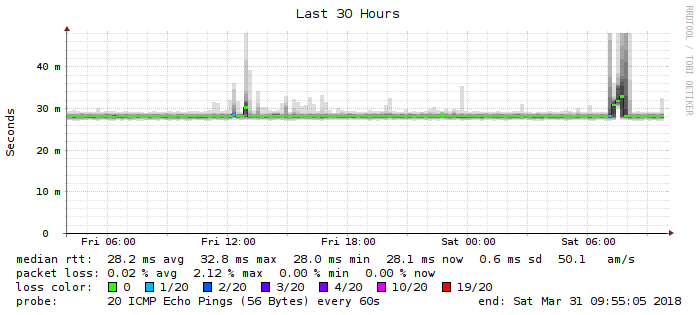 Last 30 Hours
RRDTOOL / TOBI OETIKER
Seconds
40 m
30 m
20 m
10 m
0
Fri 06:00 Fri 12:00 Fri 18:00 Sat 00:00 Sat 06:00
median rtt: 28.2 ms avg 32.8 ms max 28.0 ms min 28.1 ms now 0.6 ms sd 50.1 am/s
packet loss: 0.02 % avg 2.12 % max 0.00 % min 0.00 % now
loss color: 0 1/20 2/20 3/20 4/20 10/20 19/20
probe: 20 ICMP Echo Pings (56 Bytes) every 60s end: Sat Mar 31 09:55:05 2018